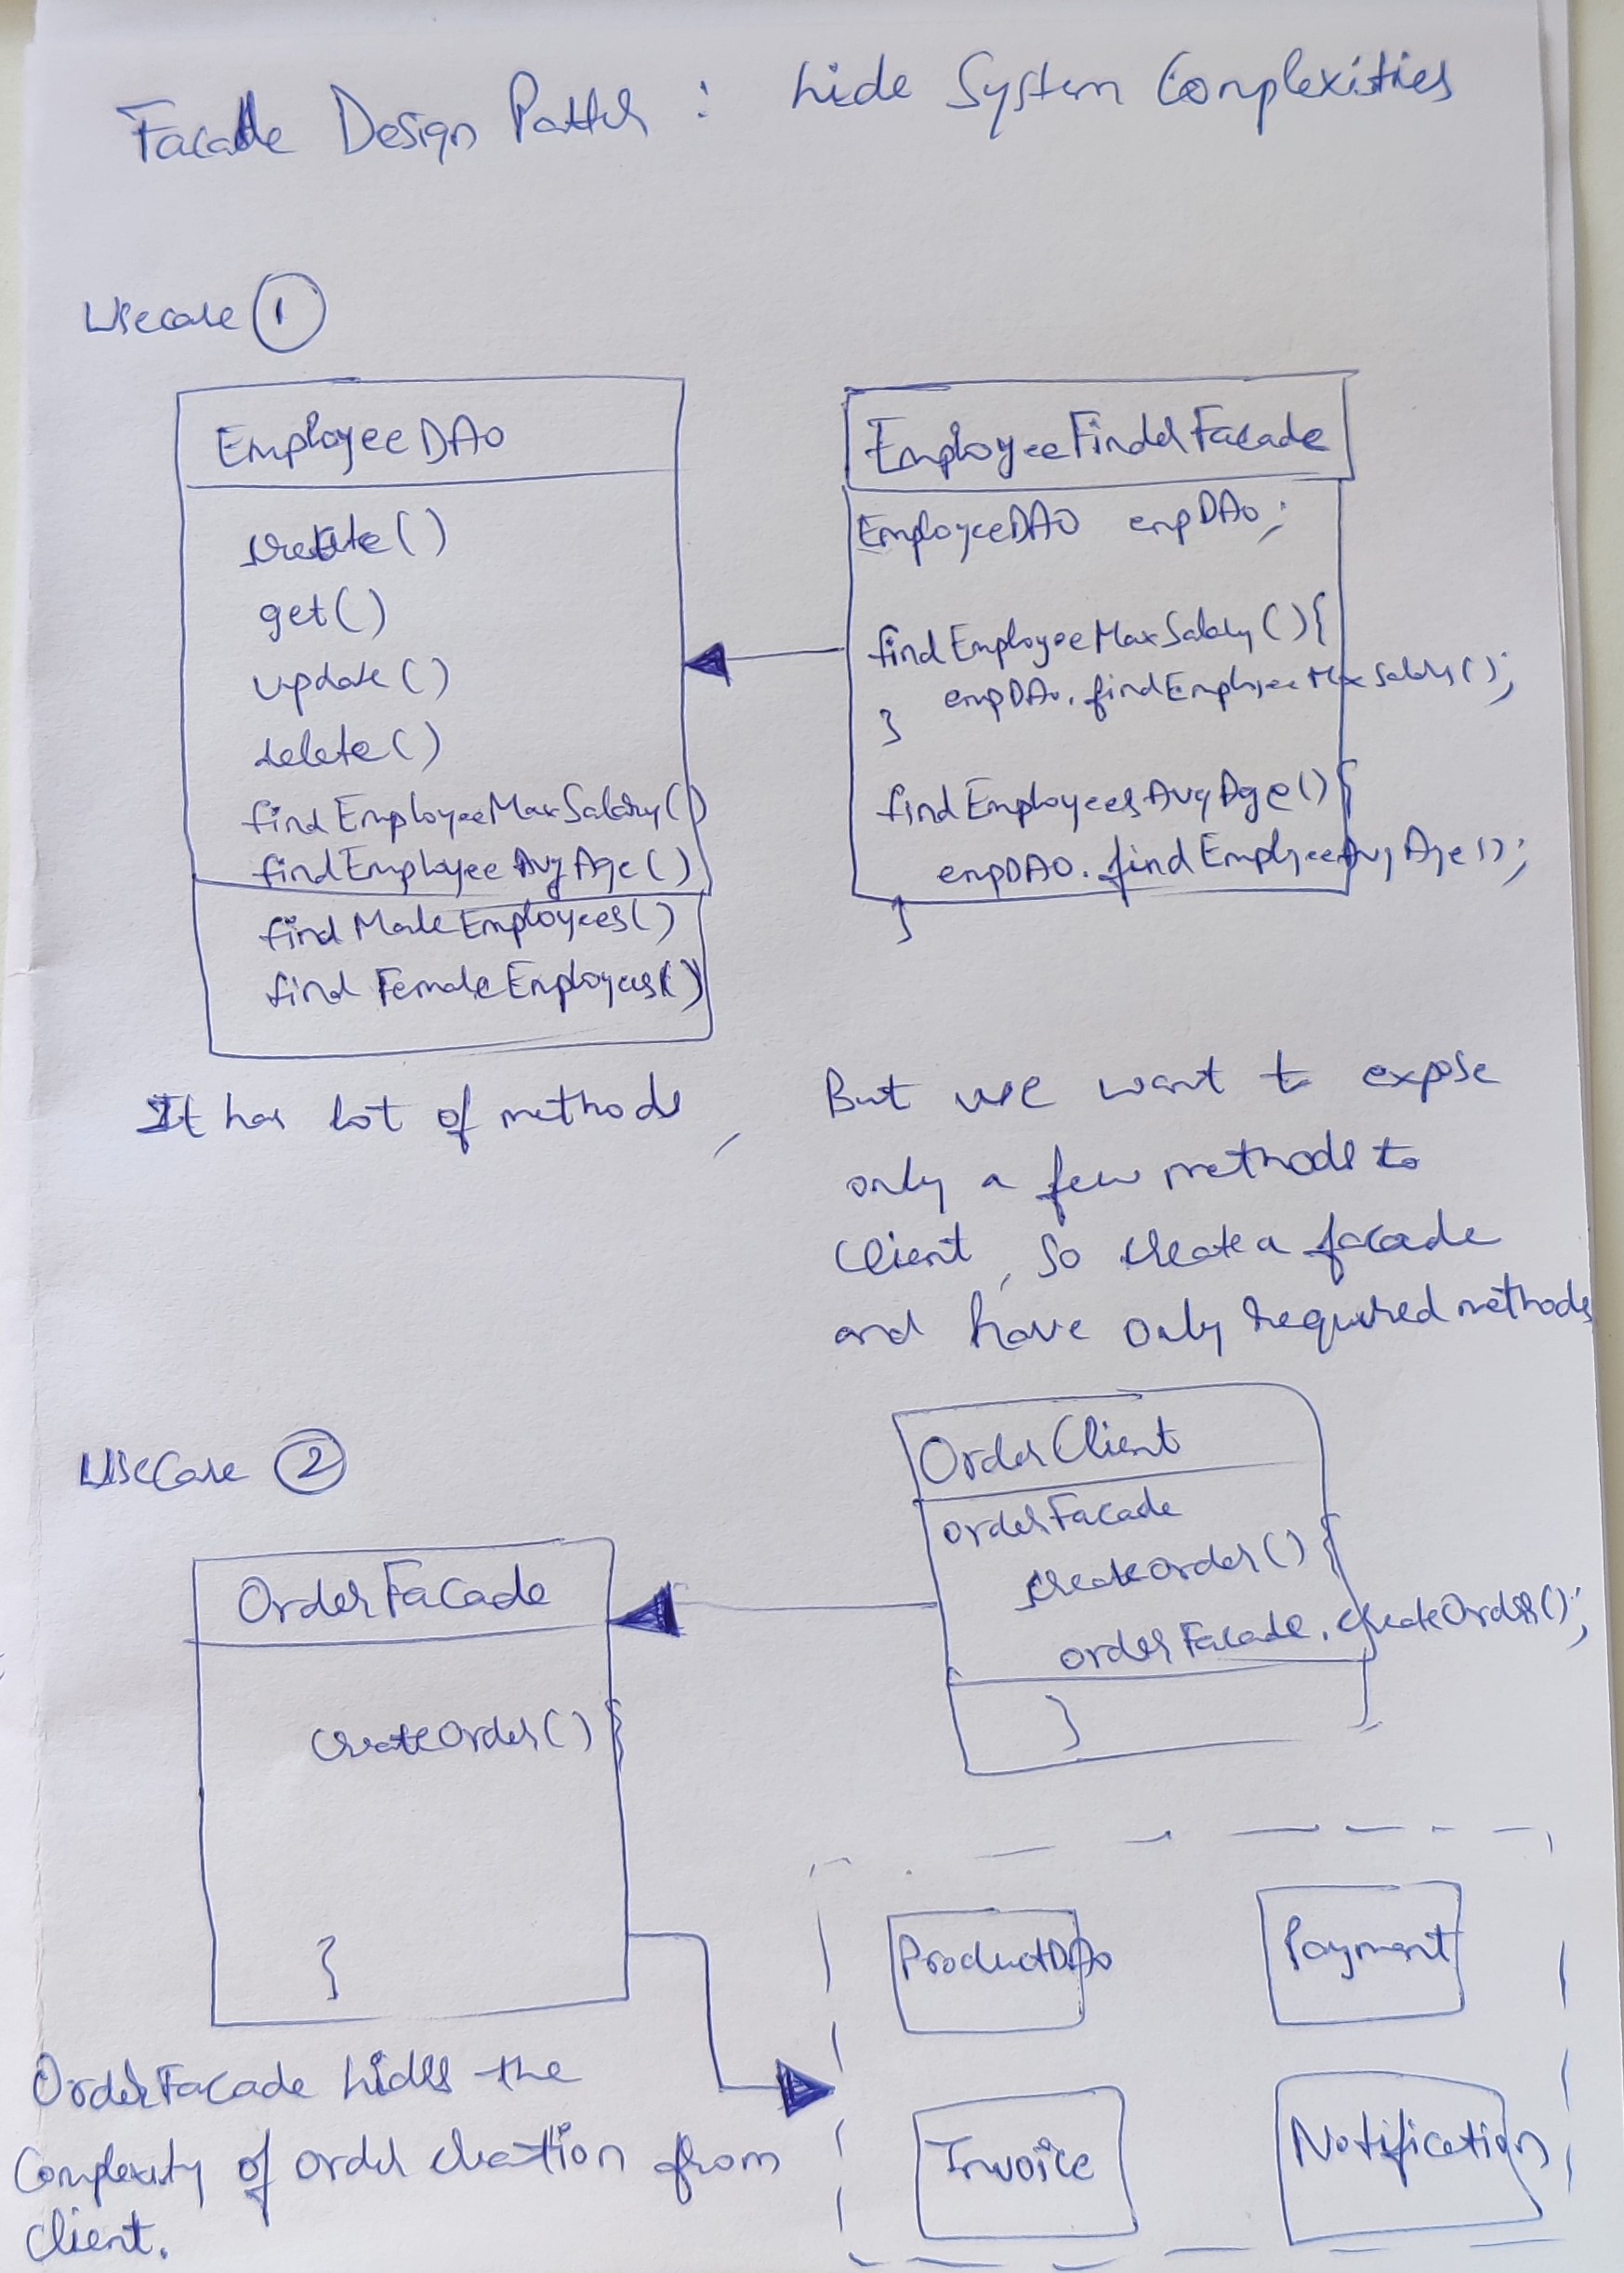 Facade Design Pattern : hide System Complexities
Usecase 1
EmployeeDAO
create()
get()
update()
delete()
findEmployeeMaxSalary()
findEmployeeAvgAge()
findMaleEmployees()
findFemaleEmployees()
EmployeeFinderFacade
EmployeeDAO empDAO;
findEmployeeMaxSalary(){
empDAO.findEmployeeMaxSalary();
}
findEmployeesAvgAge(){
empDAO.findEmployeeAvgAge();
}
It has lot of methods,
But we want to expose
only a few methods to
Client, So create a facade
and have only required methods
UseCase 2
OrderClient
orderFacade
createOrder(){
orderFacade.createOrder();
}
OrderFacade
createOrder(){
}
ProductDAO
Payment
Invoice
Notification
OrderFacade hides the
Complexity of order creation from
Client.